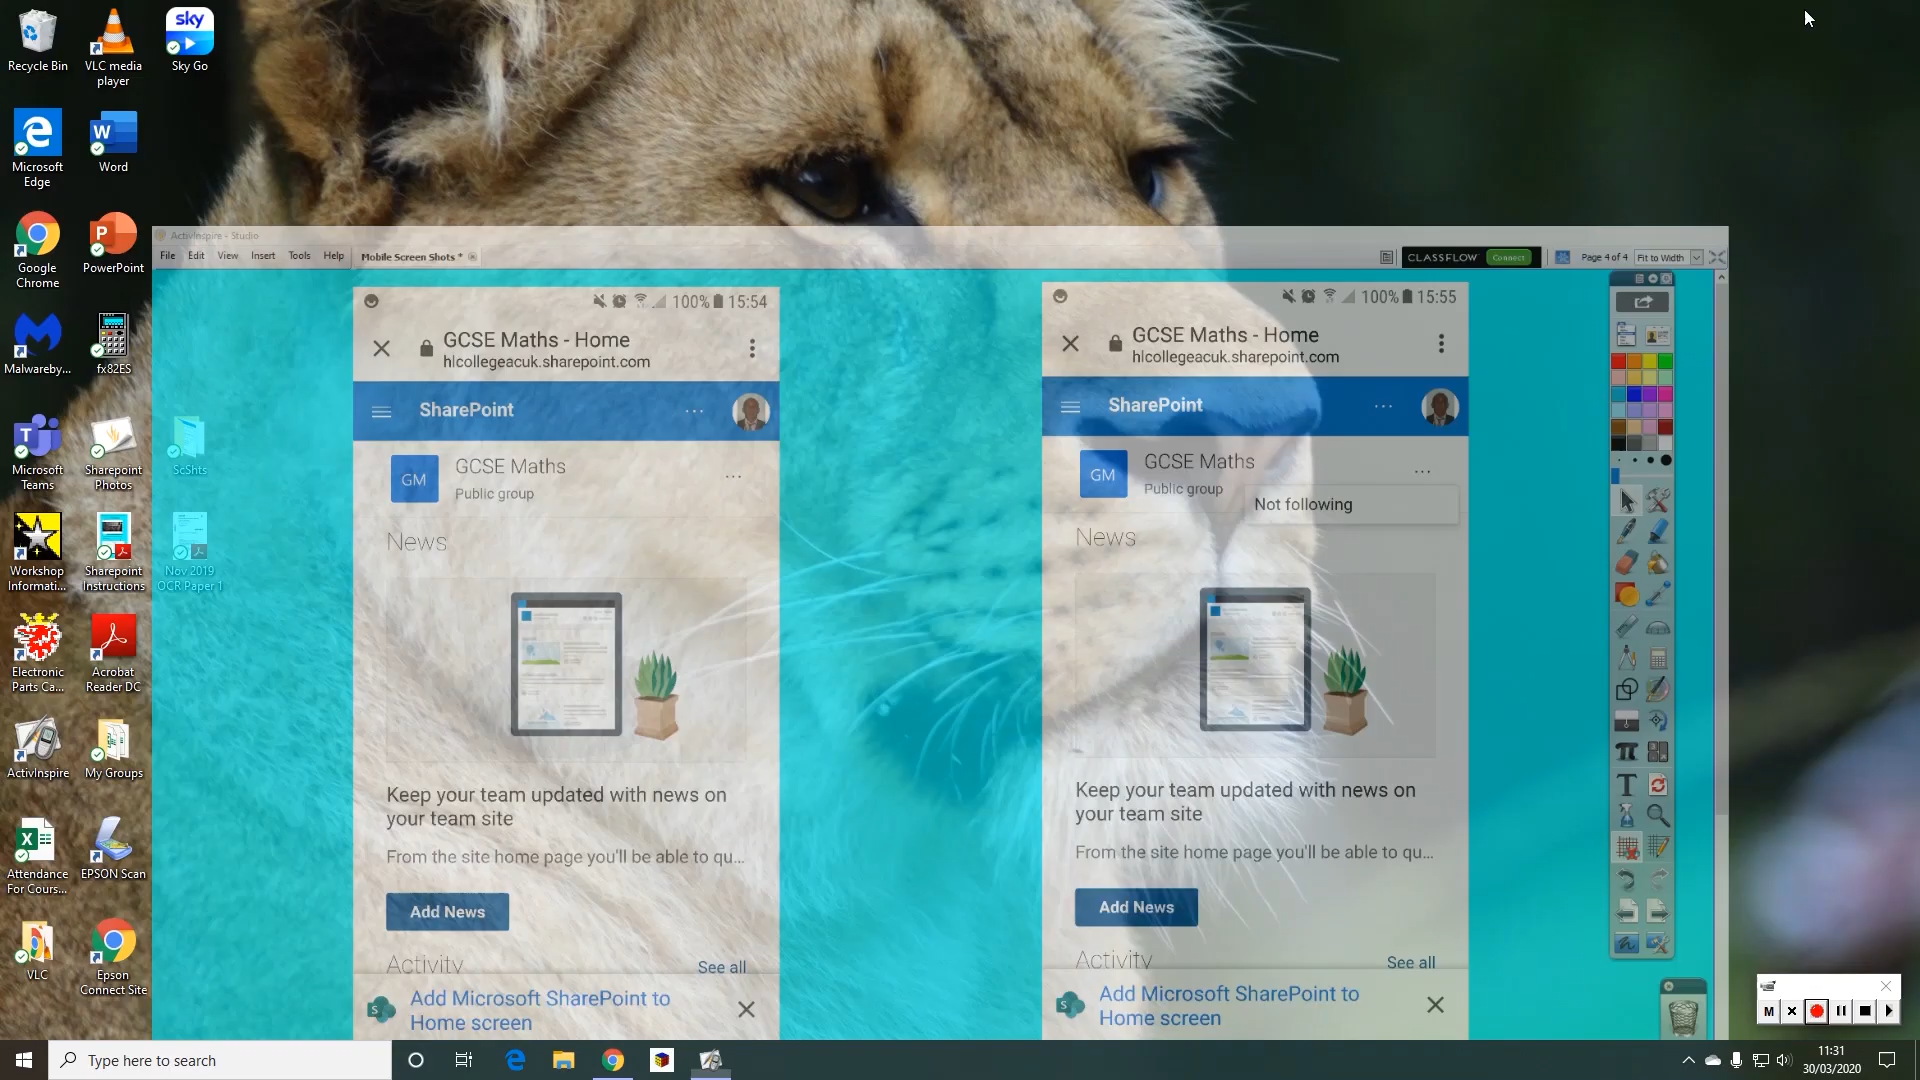 Recycle Bin
VLC media
player
sky
Sky Go
Microsoft
Edge
Word
Google
Chrome
PowerPoint
Malwareby...
fx82ES
Microsoft
Teams
Sharepoint
Photos
ScShts
Workshop
Informati...
Sharepoint
Instructions
Nov 2019
OCR Paper 1
Electronic
Parts Ca...
Acrobat
Reader DC
ActivInspire
My Groups
Attendance
For Cours...
EPSON Scan
VLC
Epson
Connect Site
ActivInspire - Studio
File Edit View Insert Tools Help
Mobile Screen Shots *
CLASSFLOW Connect
Page 4 of 4 Fit to Width
100% 15:54
GCSE Maths - Home
hlcollegeacuk.sharepoint.com
SharePoint
GM
GCSE Maths
Public group
News
Keep your team updated with news on
your team site
From the site home page you'll be able to qu...
Add News
Activity
See all
Add Microsoft SharePoint to
Home screen
100% 15:55
GCSE Maths - Home
hlcollegeacuk.sharepoint.com
SharePoint
GM
GCSE Maths
Public group
Not following
News
Keep your team updated with news on
your team site
From the site home page you'll be able to qu...
Add News
Activity
See all
Add Microsoft SharePoint to
Home screen
M
Type here to search
11:31
30/03/2020